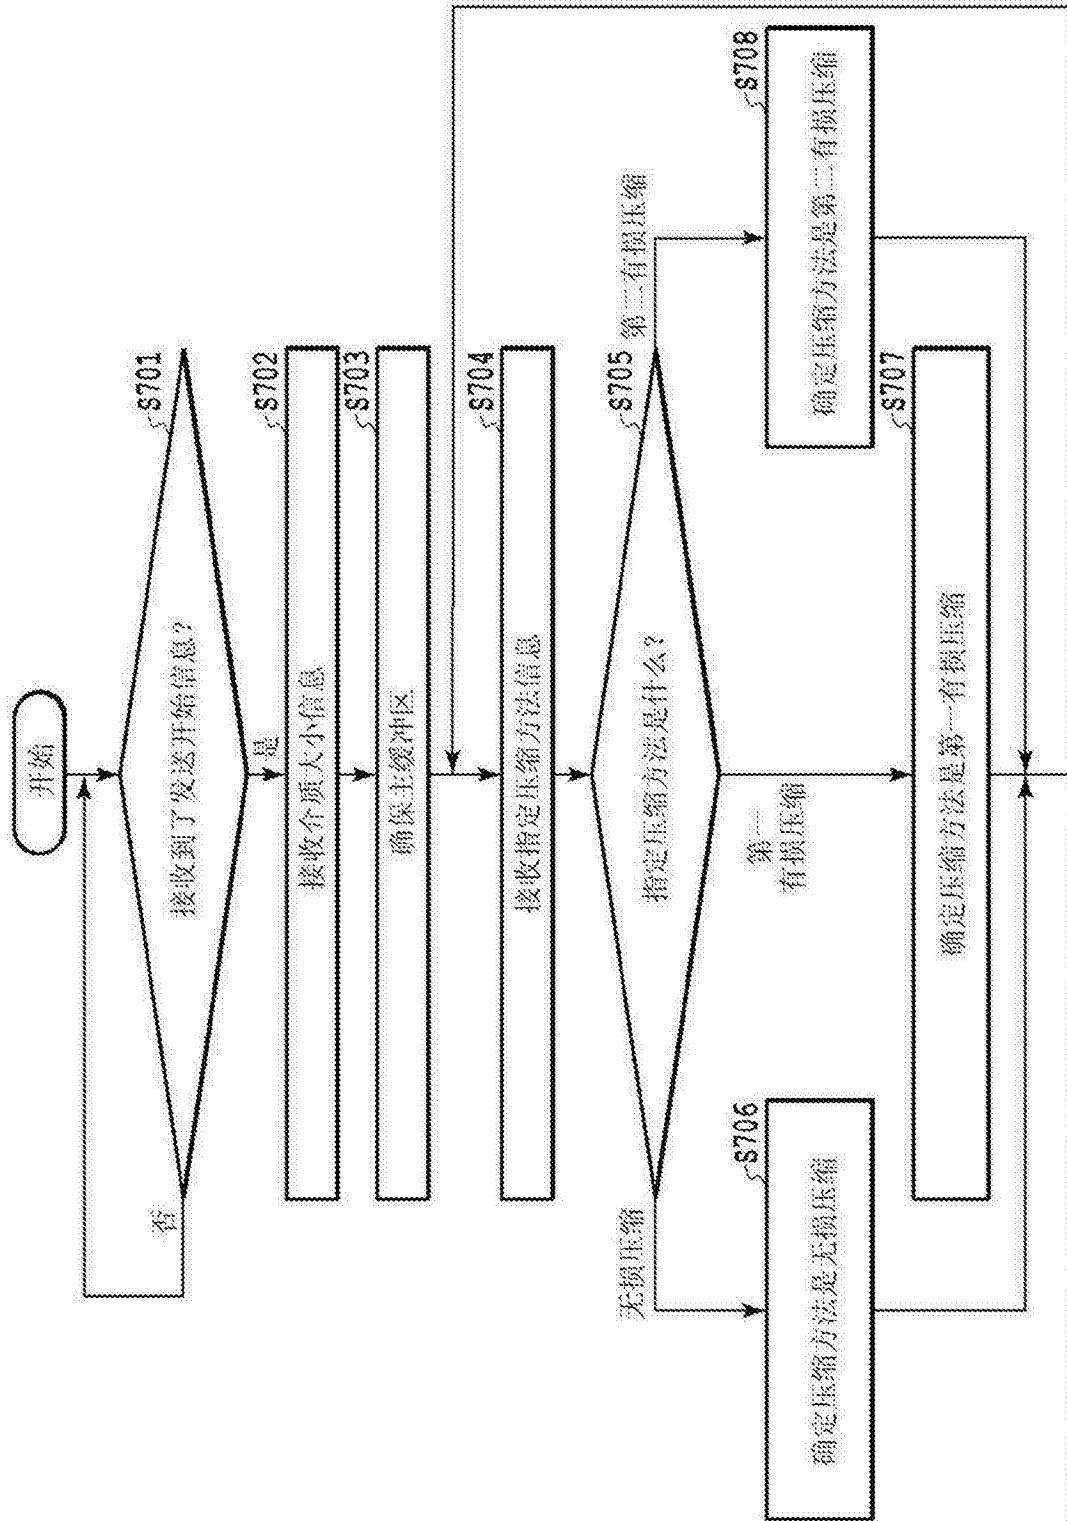 开始
接收到了发送开始信息?
S701
否
是
接收介质大小信息
S702
确保主缓冲区
S703
接收指定压缩方法信息
S704
指定压缩方法是什么?
S705
无损压缩
第一
有损压缩
第二有损压缩
确定压缩方法是无损压缩
S706
确定压缩方法是第一有损压缩
S707
确定压缩方法是第二有损压缩
S708